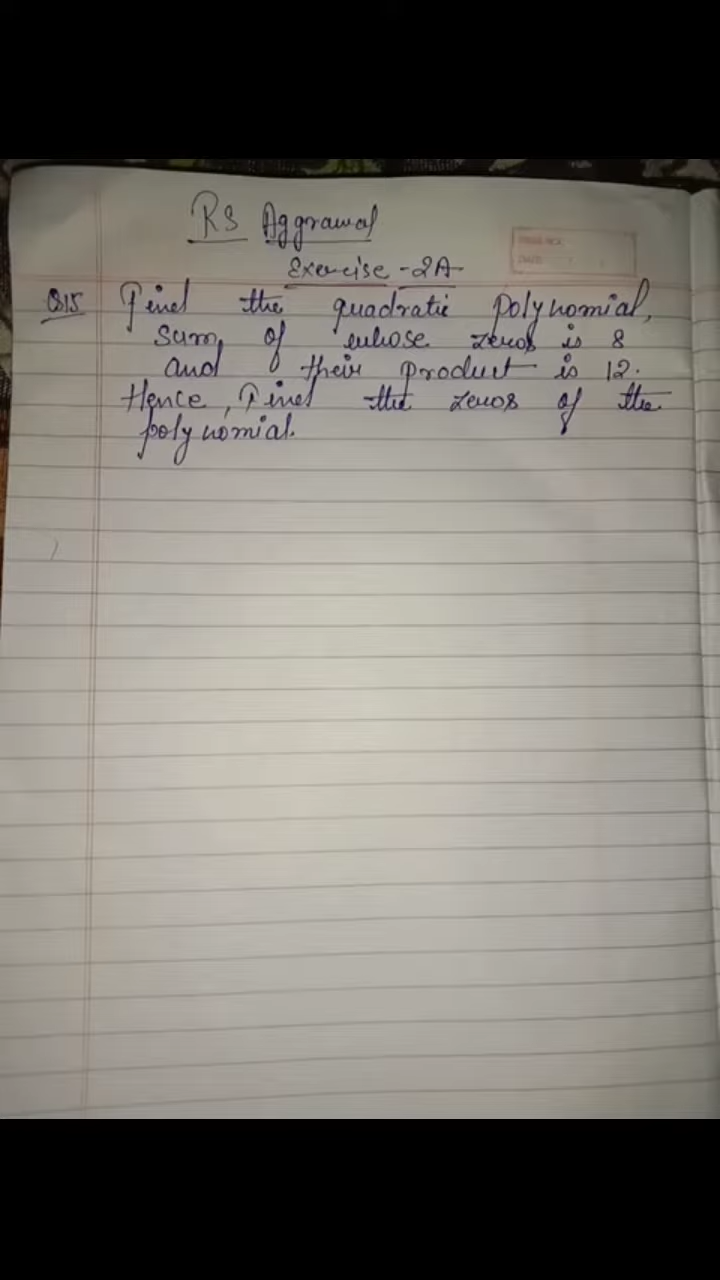 RS Aggrawal
Exercise-2A
Q15 Find the quadratic polynomial,
sum of whose zeros is 8
and their product is 12.
Hence, Find the zeros of the
polynomial.